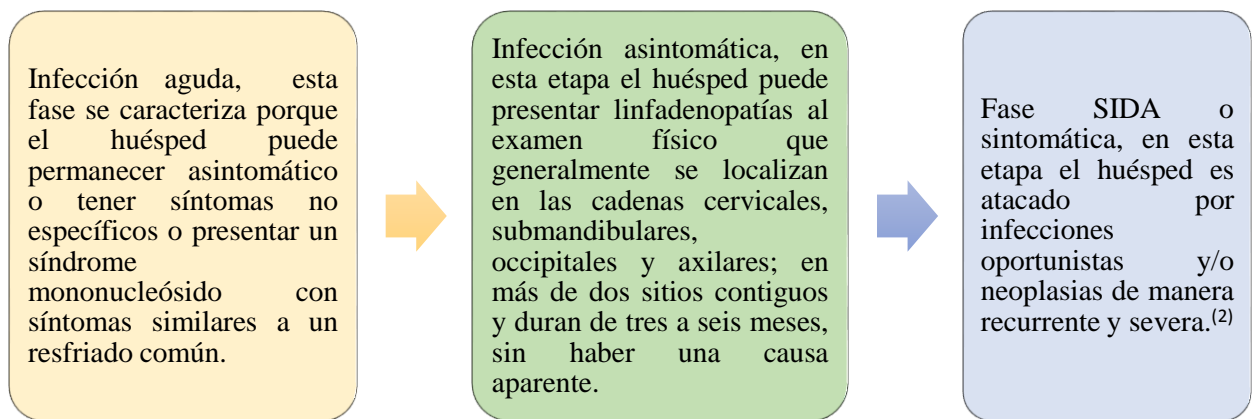 Infección aguda, esta
fase se caracteriza porque
el huésped puede
permanecer asintomático
o tener síntomas no
específicos o presentar un
síndrome
mononucleósido con
síntomas similares a un
resfriado común.
Infección asintomática, en
esta etapa el huésped puede
presentar linfadenopatías al
examen físico que
generalmente se localizan
en las cadenas cervicales,
submandibulares,
occipitales y axilares; en
más de dos sitios contiguos
y duran de tres a seis meses,
sin haber una causa
aparente.
Fase SIDA o
sintomática, en esta
etapa el huésped es
atacado por
infecciones
oportunistas y/o
neoplasias de manera
recurrente y severa.(2)